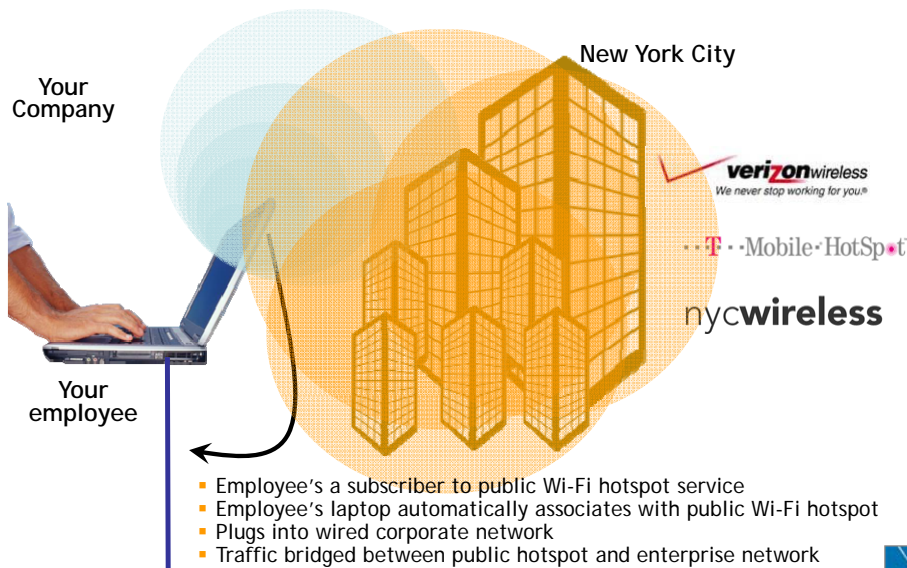 New York City
Your
Company
verizonwireless
We never stop working for you.®
··T··Mobile·HotSpot
nycwireless
Your
employee
▪ Employee's a subscriber to public Wi-Fi hotspot service
▪ Employee's laptop automatically associates with public Wi-Fi hotspot
▪ Plugs into wired corporate network
▪ Traffic bridged between public hotspot and enterprise network